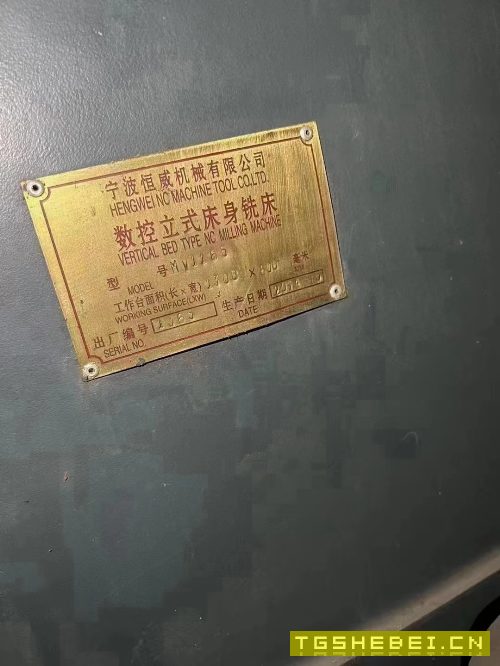 宁波恒威机械有限公司
HENGWEI NC MACHINE TOOL CO.LTD.
数控立式床身铣床
VERTICAL BED TYPE NC MILLING MACHINE
型 号
MODEL
工作台面积(长×宽) × 毫米
WORKING SURFACE(LXW)
出厂编号 生产日期
SERIAL NO. DATE
TGSHEBEI.CN